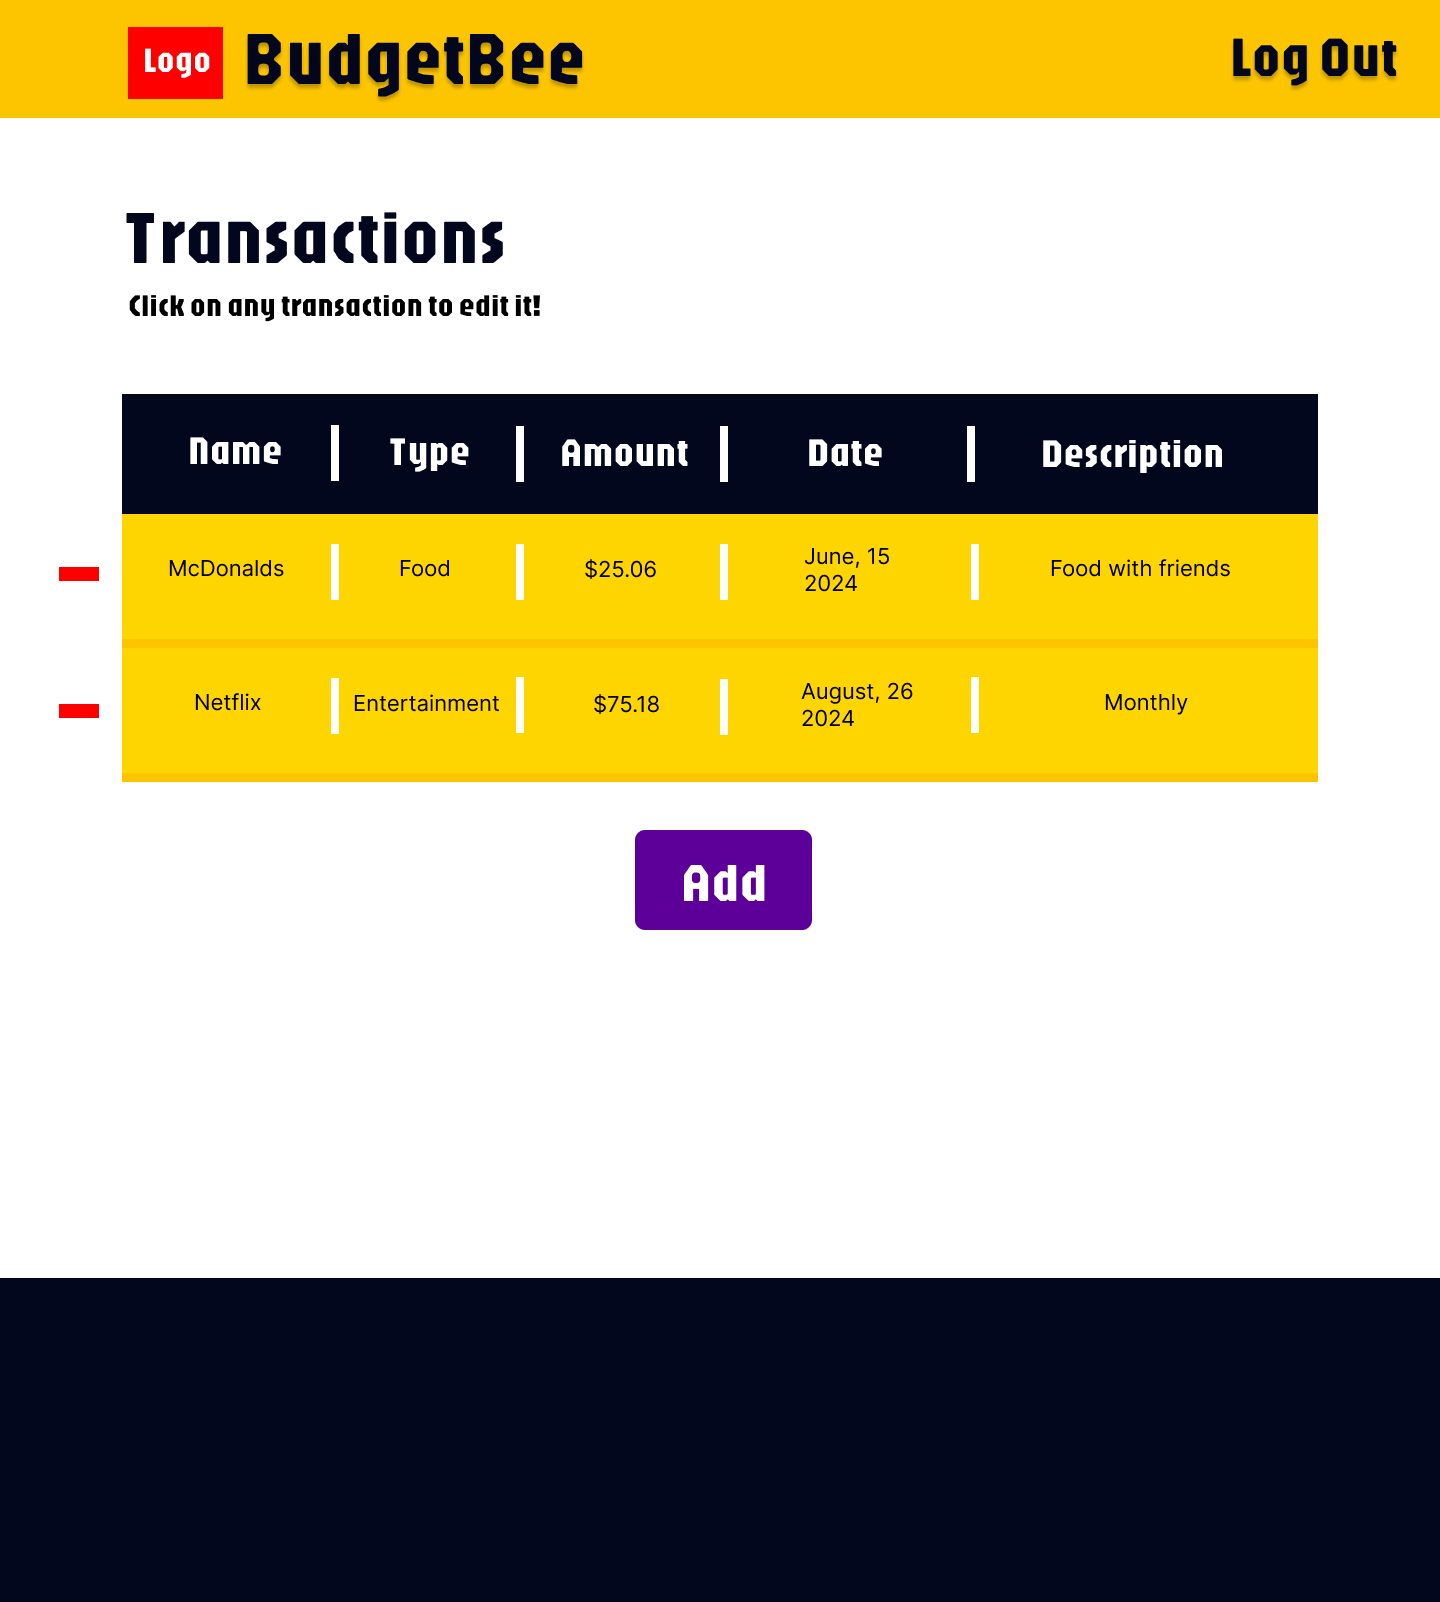 Logo
BudgetBee
Log Out
Transactions
Click on any transaction to edit it!
Name
Type
Amount
Date
Description
McDonalds
Food
$25.06
June, 15
2024
Food with friends
Netflix
Entertainment
$75.18
August, 26
2024
Monthly
Add